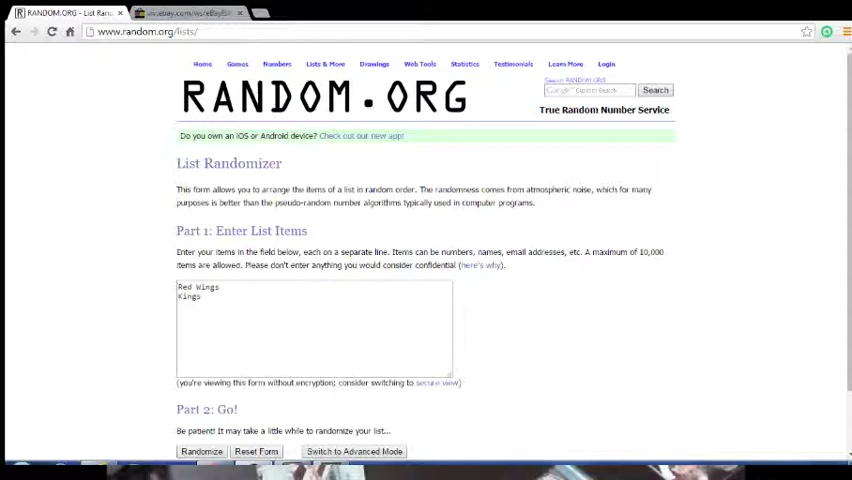 RANDOM.ORG - List Ran
www.random.org/lists/
Home Games Numbers Lists & More Drawings Web Tools Statistics Testimonials Learn More Login
RANDOM.ORG
Search RANDOM.ORG
Google Custom Search
Search
True Random Number Service
Do you own an iOS or Android device? Check out our new app!
List Randomizer
This form allows you to arrange the items of a list in random order. The randomness comes from atmospheric noise, which for many
purposes is better than the pseudo-random number algorithms typically used in computer programs.
Part 1: Enter List Items
Enter your items in the field below, each on a separate line. Items can be numbers, names, email addresses, etc. A maximum of 10,000
items are allowed. Please don't enter anything you would consider confidential (here's why).
Red Wings
Kings
(you're viewing this form without encryption; consider switching to secure view)
Part 2: Go!
Be patient! It may take a little while to randomize your list...
Randomize Reset Form Switch to Advanced Mode